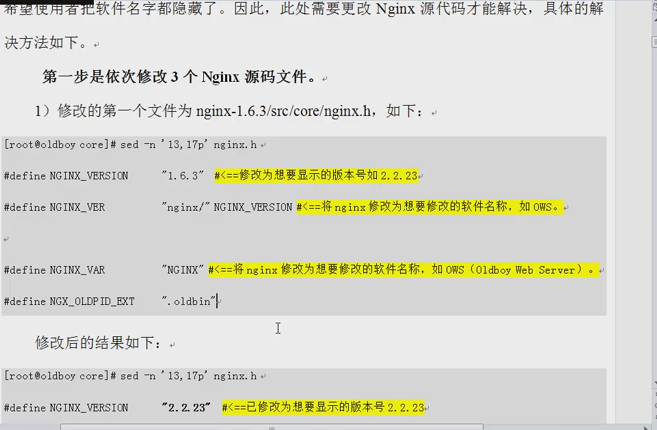 希望使用者把软件名字都隐藏了。因此，此处需要更改 Nginx 源代码才能解决，具体的解
决方法如下。
第一步是依次修改 3 个 Nginx 源码文件。
1）修改的第一个文件为 nginx-1.6.3/src/core/nginx.h，如下：
[root@oldboy core]# sed -n '13,17p' nginx.h
#define NGINX_VERSION "1.6.3" #<==修改为想要显示的版本号如 2.2.23
#define NGINX_VER "nginx/" NGINX_VERSION #<==将 nginx 修改为想要修改的软件名称，如 OWS。
#define NGINX_VAR "NGINX" #<==将 nginx 修改为想要修改的软件名称，如 OWS（Oldboy Web Server）。
#define NGX_OLDPID_EXT ".oldbin"
修改后的结果如下：
[root@oldboy core]# sed -n '13,17p' nginx.h
#define NGINX_VERSION "2.2.23" #<==已修改为想要显示的版本号 2.2.23